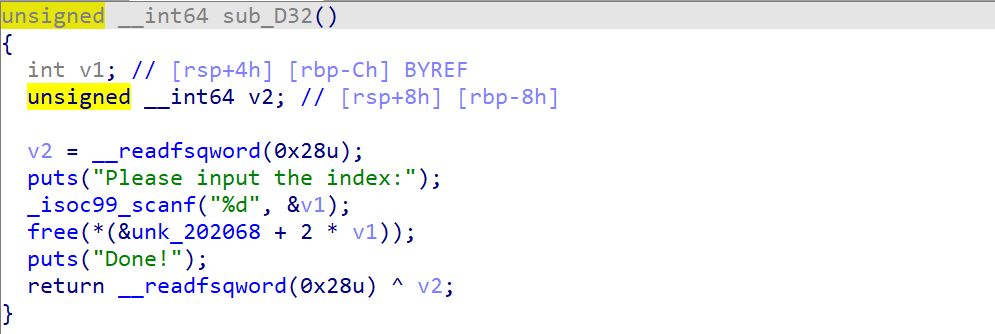 unsigned __int64 sub_D32()
{
  int v1; // [rsp+4h] [rbp-Ch] BYREF
  unsigned __int64 v2; // [rsp+8h] [rbp-8h]

  v2 = __readfsqword(0x28u);
  puts("Please input the index:");
  _isoc99_scanf("%d", &v1);
  free(*(&unk_202068 + 2 * v1));
  puts("Done!");
  return __readfsqword(0x28u) ^ v2;
}